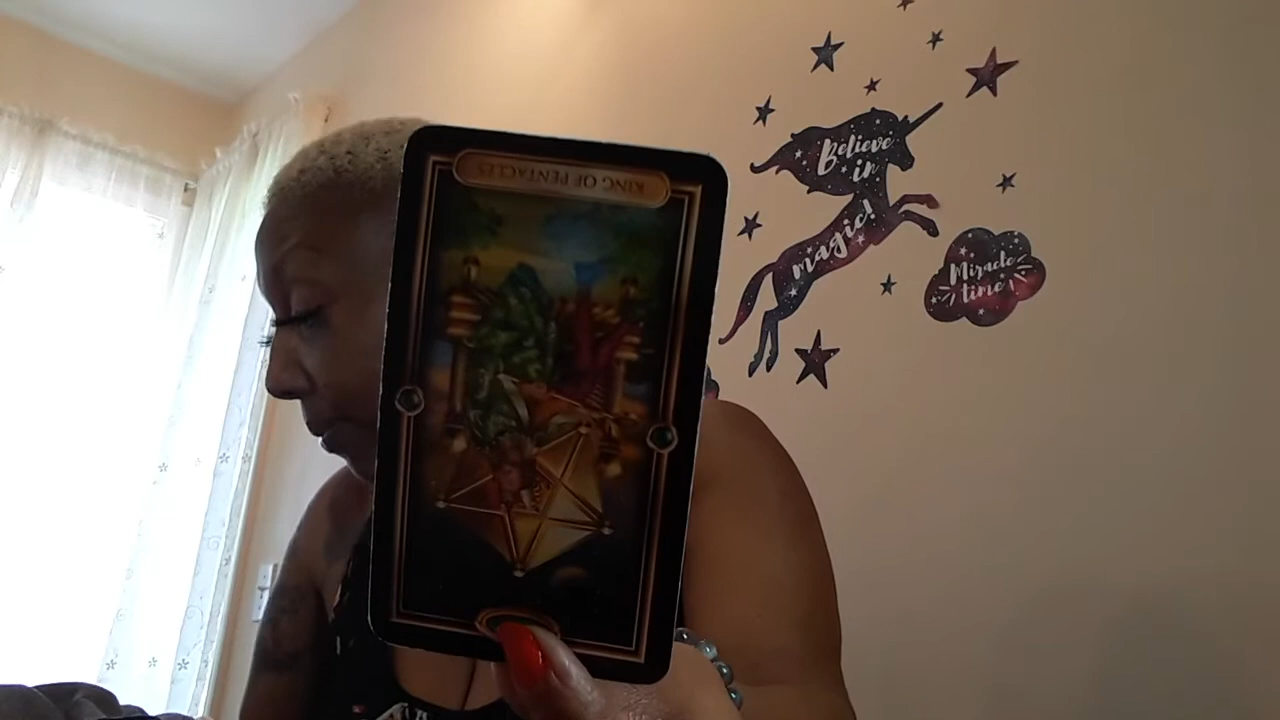 KING OF PENTACLES
Believe
in
magic!
Miracle
time